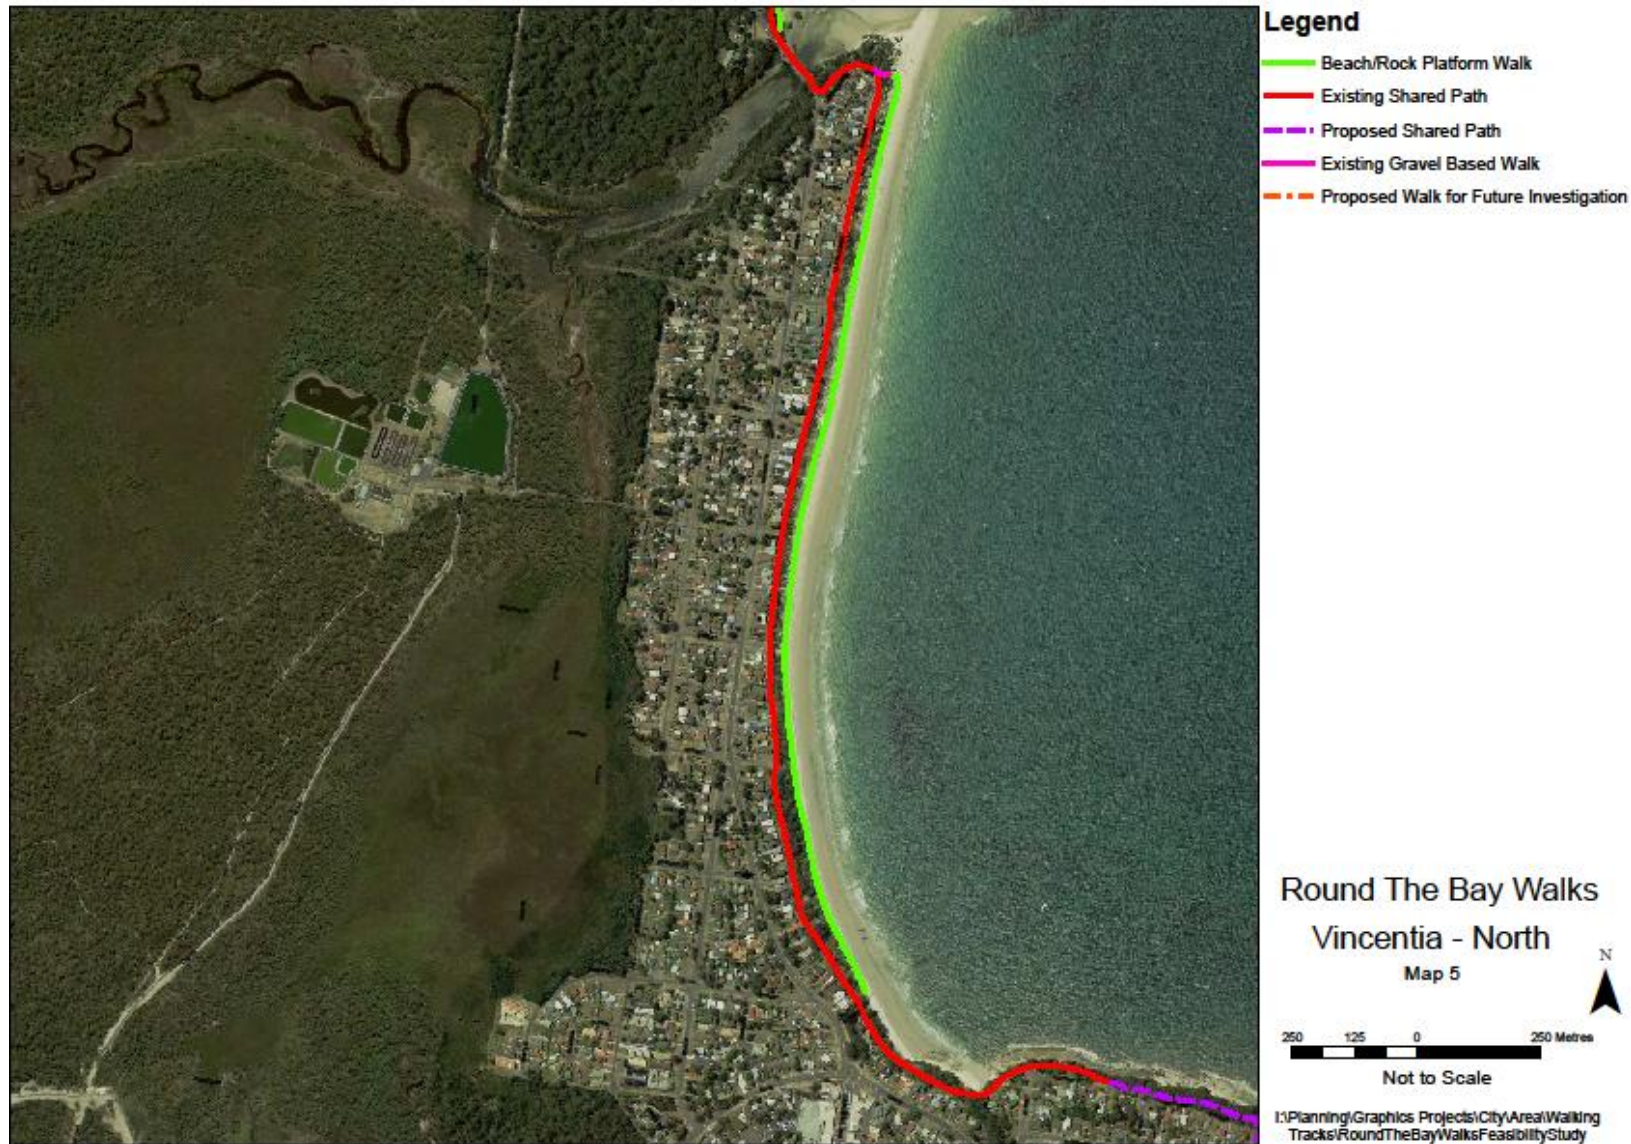 Legend
Beach/Rock Platform Walk
Existing Shared Path
Proposed Shared Path
Existing Gravel Based Walk
Proposed Walk for Future Investigation
Round The Bay Walks
Vincentia - North
Map 5
N
250 125 0 250 Metres
Not to Scale
I:\Planning\Graphics Projects\City\Area\Walking
Tracks\RoundTheBayWalksFeasibilityStudy